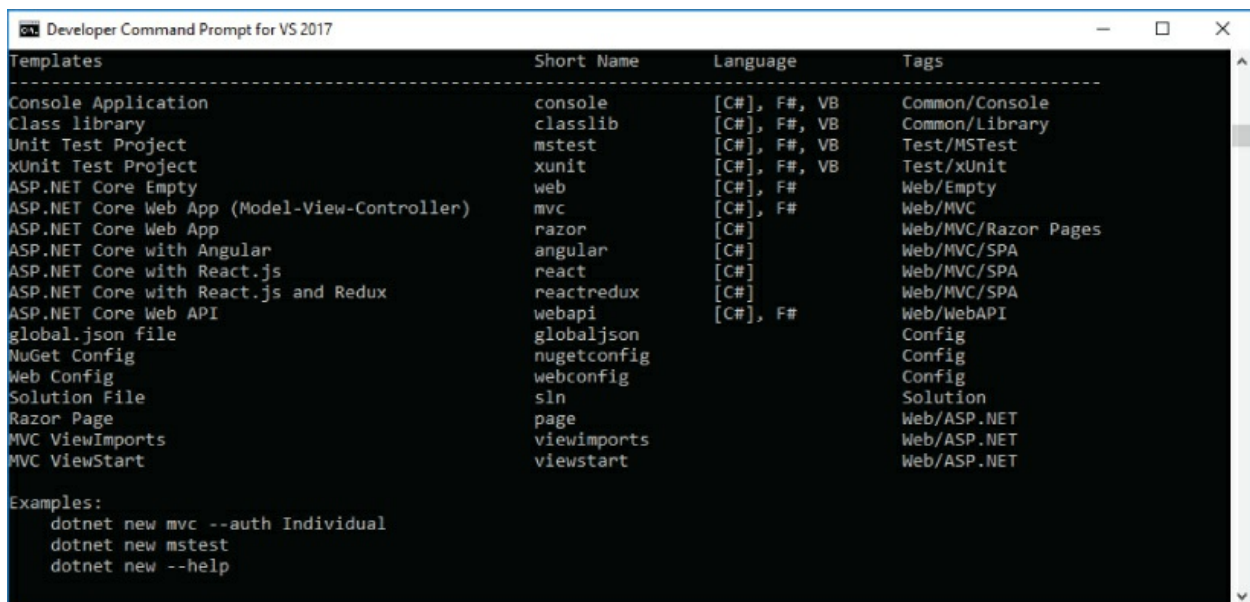 Developer Command Prompt for VS 2017
Templates Short Name Language Tags
----------------------------------------------------------------------------------------------------
Console Application console [C#], F#, VB Common/Console
Class library classlib [C#], F#, VB Common/Library
Unit Test Project mstest [C#], F#, VB Test/MSTest
xUnit Test Project xunit [C#], F#, VB Test/xUnit
ASP.NET Core Empty web [C#], F# Web/Empty
ASP.NET Core Web App (Model-View-Controller) mvc [C#], F# Web/MVC
ASP.NET Core Web App razor [C#] Web/MVC/Razor Pages
ASP.NET Core with Angular angular [C#] Web/MVC/SPA
ASP.NET Core with React.js react [C#] Web/MVC/SPA
ASP.NET Core with React.js and Redux reactredux [C#] Web/MVC/SPA
ASP.NET Core Web API webapi [C#], F# Web/WebAPI
global.json file globaljson Config
NuGet Config nugetconfig Config
Web Config webconfig Config
Solution File sln Solution
Razor Page page Web/ASP.NET
MVC ViewImports viewimports Web/ASP.NET
MVC ViewStart viewstart Web/ASP.NET
Examples:
dotnet new mvc --auth Individual
dotnet new mstest
dotnet new --help